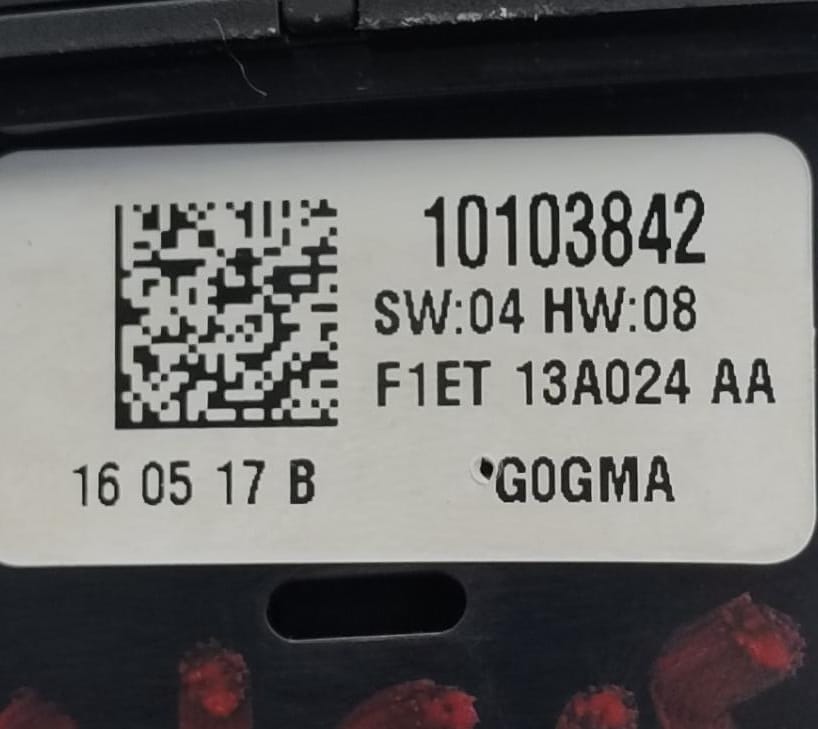 10103842
SW:04 HW:08
F1ET 13A024 AA
16 05 17 B
G0GMA